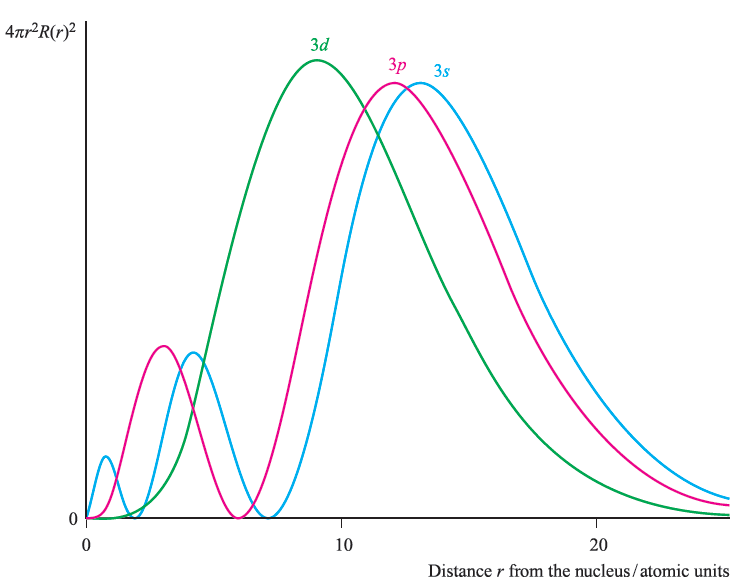 4πr²R(r)²
3d
3p
3s
0
0
10
20
Distance r from the nucleus/atomic units